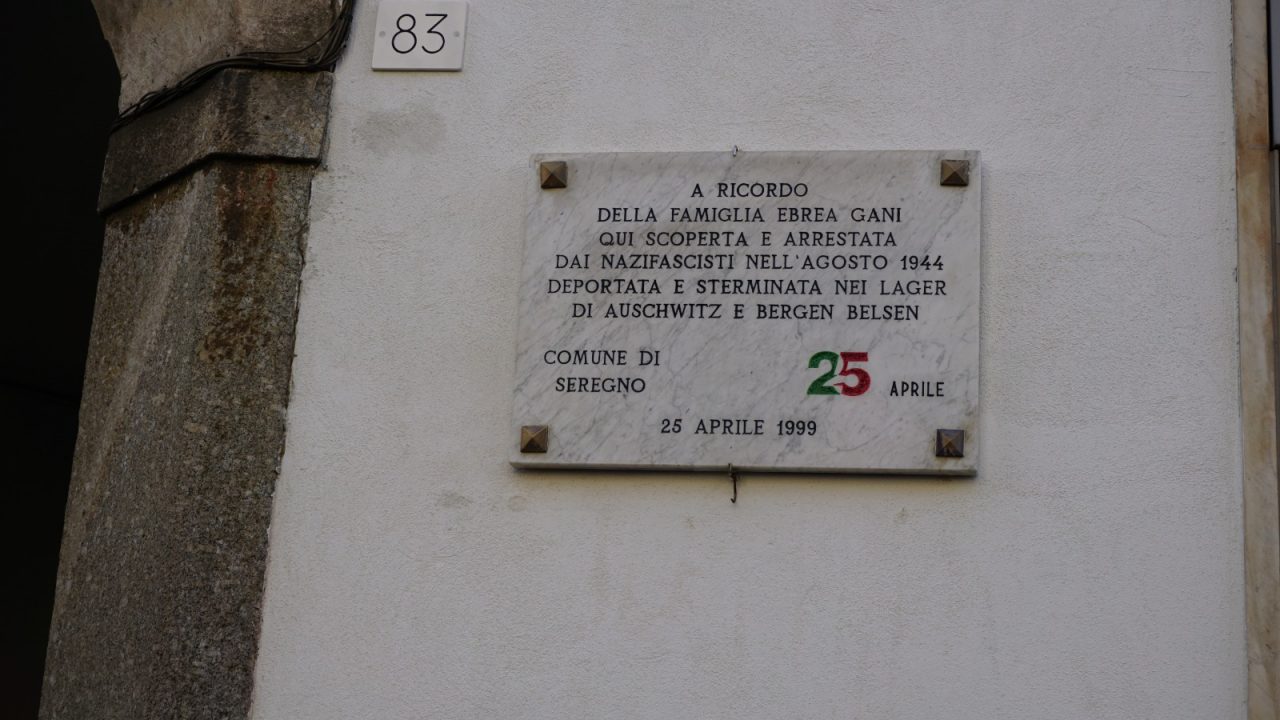 83
A RICORDO
DELLA FAMIGLIA EBREA GANI
QUI SCOPERTA E ARRESTATA
DAI NAZIFASCISTI NELL'AGOSTO 1944
DEPORTATA E STERMINATA NEI LAGER
DI AUSCHWITZ E BERGEN BELSEN
COMUNE DI
SEREGNO
25 APRILE
25 APRILE 1999